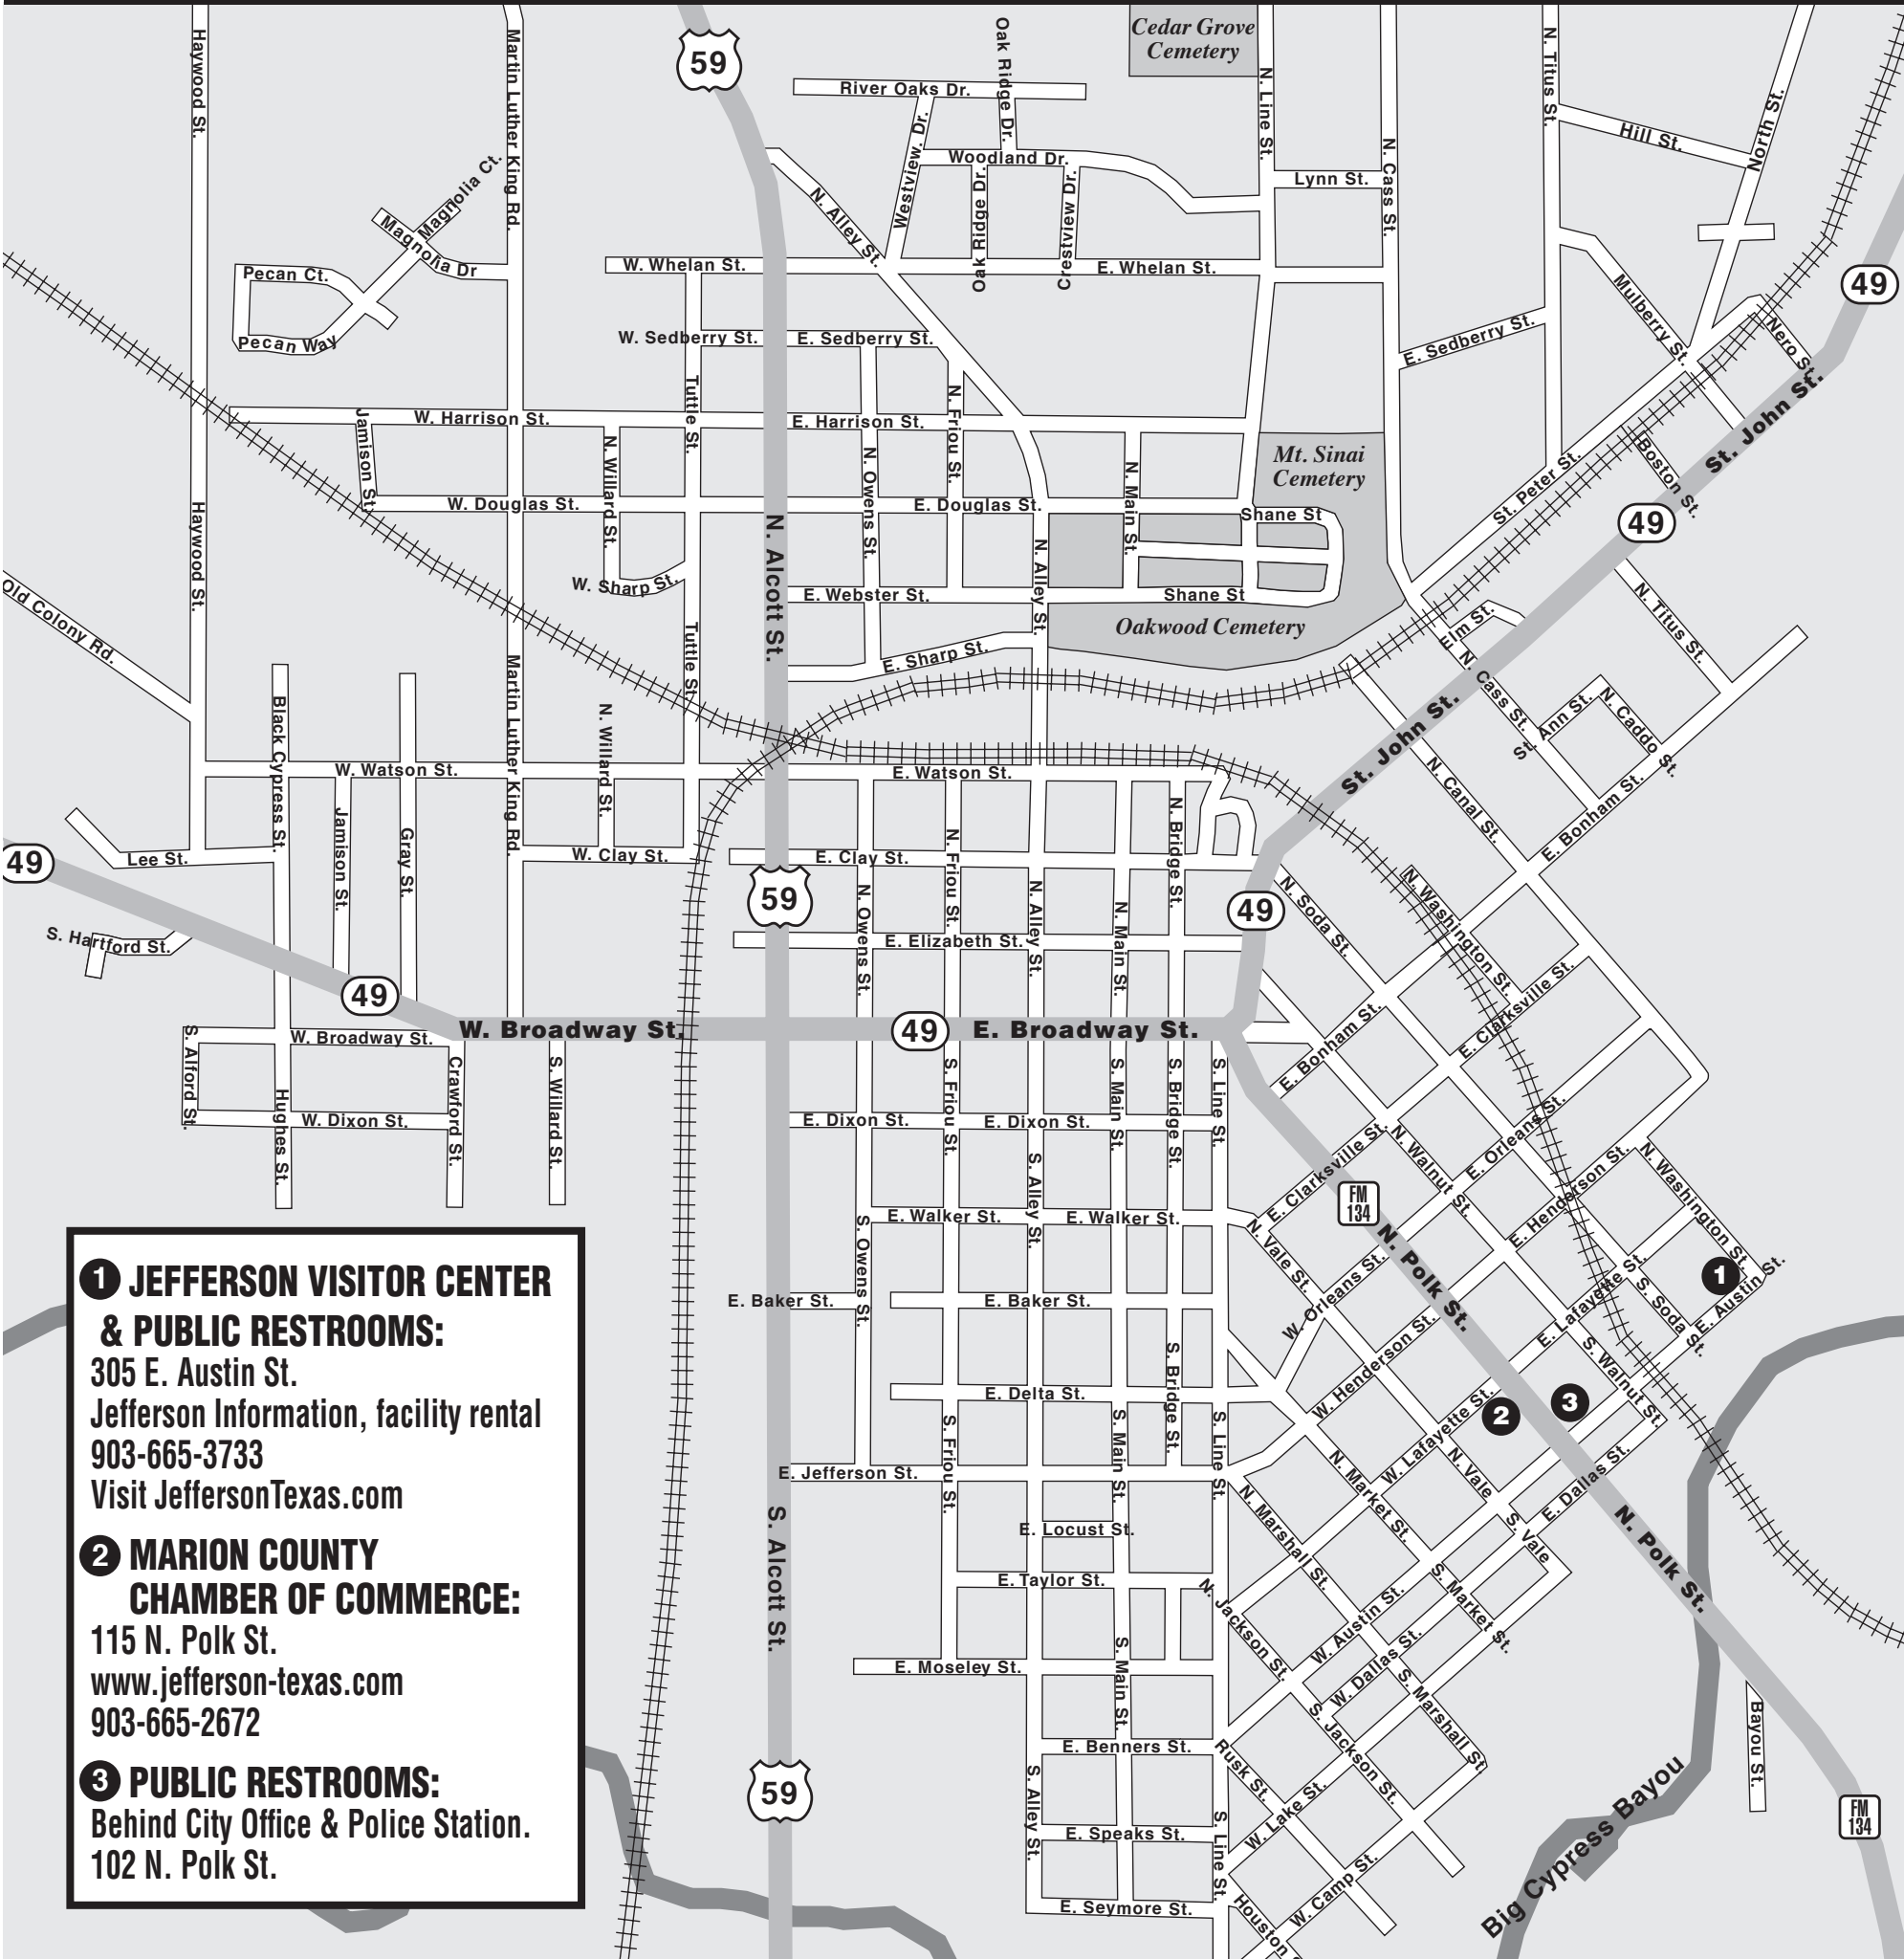 Cedar Grove
Cemetery
59
Oak Ridge Dr.
River Oaks Dr.
Haywood St.
Martin Luther King Rd.
N. Line St.
N. Titus St.
North St.
Hill St.
Westview. Dr.
Woodland Dr.
N. Cass St.
Lynn St.
Magnolia Ct.
Magnolia Dr
N. Alley St.
Oak Ridge Dr.
Crestview Dr.
Pecan Ct.
W. Whelan St.
E. Whelan St.
49
Mulberry St.
Pecan Way
W. Sedberry St.
E. Sedberry St.
E. Sedberry St.
Nero St.
St. John St.
Jamison St.
W. Harrison St.
Tuttle St.
E. Harrison St.
N. Friou St.
N. Willard St.
N. Owens St.
N. Main St.
Mt. Sinai
Cemetery
St. Peter St.
Boston St.
Haywood St.
W. Douglas St.
E. Douglas St.
Shane St
49
N. Alcott St.
N. Alley St.
W. Sharp St.
E. Webster St.
Shane St
Old Colony Rd.
Oakwood Cemetery
N. Titus St.
Elm St.
Tuttle St.
E. Sharp St.
Martin Luther King Rd.
N. Cass St.
Black Cypress St.
N. Willard St.
St. Ann St.
N. Caddo St.
St. John St.
W. Watson St.
E. Watson St.
N. Canal St.
Jamison St.
Gray St.
N. Bridge St.
E. Bonham St.
49
Lee St.
W. Clay St.
E. Clay St.
N. Friou St.
59
N. Owens St.
N. Alley St.
N. Main St.
49
N. Soda St.
N. Washington St.
S. Hartford St.
E. Elizabeth St.
49
E. Clarksville St.
W. Broadway St.
49
E. Broadway St.
S. Alford St.
W. Broadway St.
E. Bonham St.
Crawford St.
S. Willard St.
S. Friou St.
S. Main St.
S. Bridge St.
S. Line St.
Hughes St.
W. Dixon St.
E. Dixon St.
E. Dixon St.
E. Orleans St.
E. Clarksville St.
N. Walnut St.
S. Alley St.
FM
134
E. Henderson St.
N. Washington St.
S. Owens St.
E. Walker St.
E. Walker St.
N. Vale St.
N. Polk St.
W. Orleans St.
1
E. Baker St.
E. Baker St.
E. Lafayette St.
S. Soda St.
E. Austin St.
W. Henderson St.
S. Bridge St.
S. Walnut St.
E. Delta St.
2
3
W. Lafayette St.
S. Friou St.
S. Main St.
S. Line St.
E. Jefferson St.
N. Market St.
N. Vale
E. Dallas St.
N. Marshall St.
S. Alcott St.
E. Locust St.
S. Vale
N. Polk St.
E. Taylor St.
N. Jackson St.
S. Market St.
W. Austin St.
W. Dallas St.
E. Moseley St.
S. Main St.
S. Marshall St
S. Jackson St.
Bayou St.
E. Benners St.
Rusk St.
59
S. Alley St.
W. Lake St.
Big Cypress Bayou
FM
134
E. Speaks St.
S. Line St.
W. Camp St.
E. Seymore St.
Houston
1 JEFFERSON VISITOR CENTER
& PUBLIC RESTROOMS:
305 E. Austin St.
Jefferson Information, facility rental
903-665-3733
Visit JeffersonTexas.com
2 MARION COUNTY
CHAMBER OF COMMERCE:
115 N. Polk St.
www.jefferson-texas.com
903-665-2672
3 PUBLIC RESTROOMS:
Behind City Office & Police Station.
102 N. Polk St.